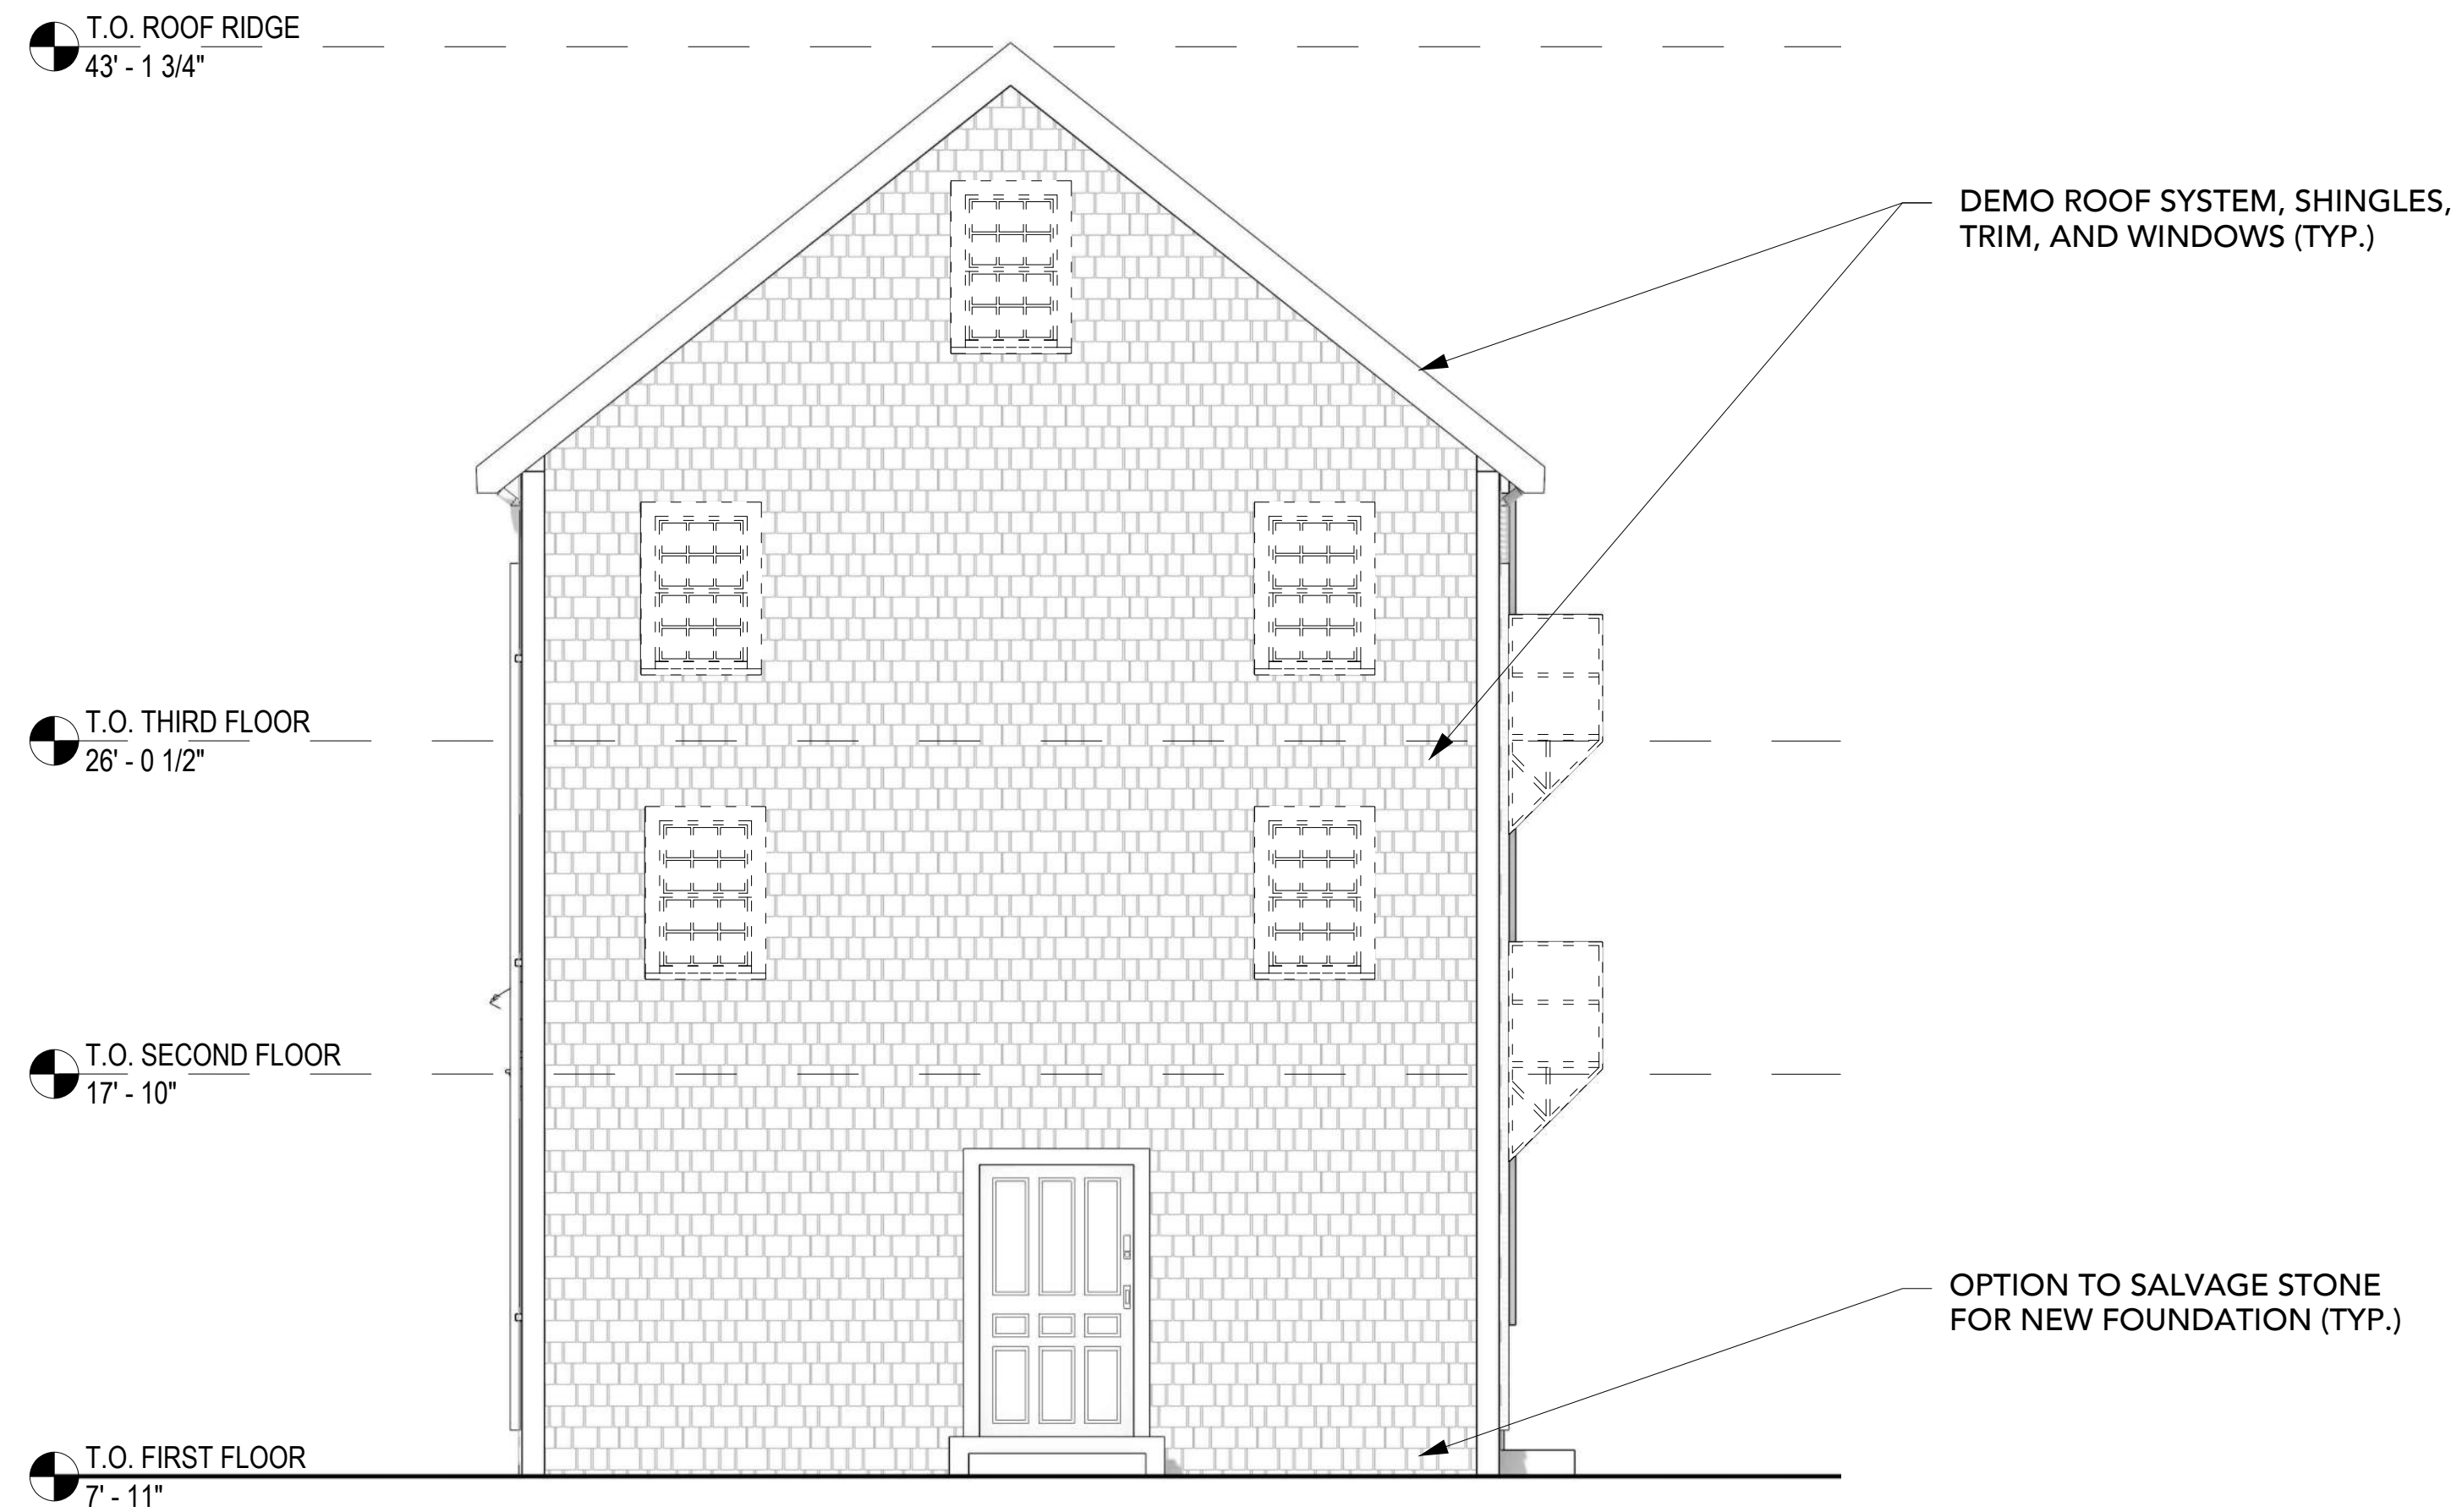 T.O. ROOF RIDGE
43' - 1 3/4"
DEMO ROOF SYSTEM, SHINGLES,
TRIM, AND WINDOWS (TYP.)
T.O. THIRD FLOOR
26' - 0 1/2"
T.O. SECOND FLOOR
17' - 10"
OPTION TO SALVAGE STONE
FOR NEW FOUNDATION (TYP.)
T.O. FIRST FLOOR
7' - 11"